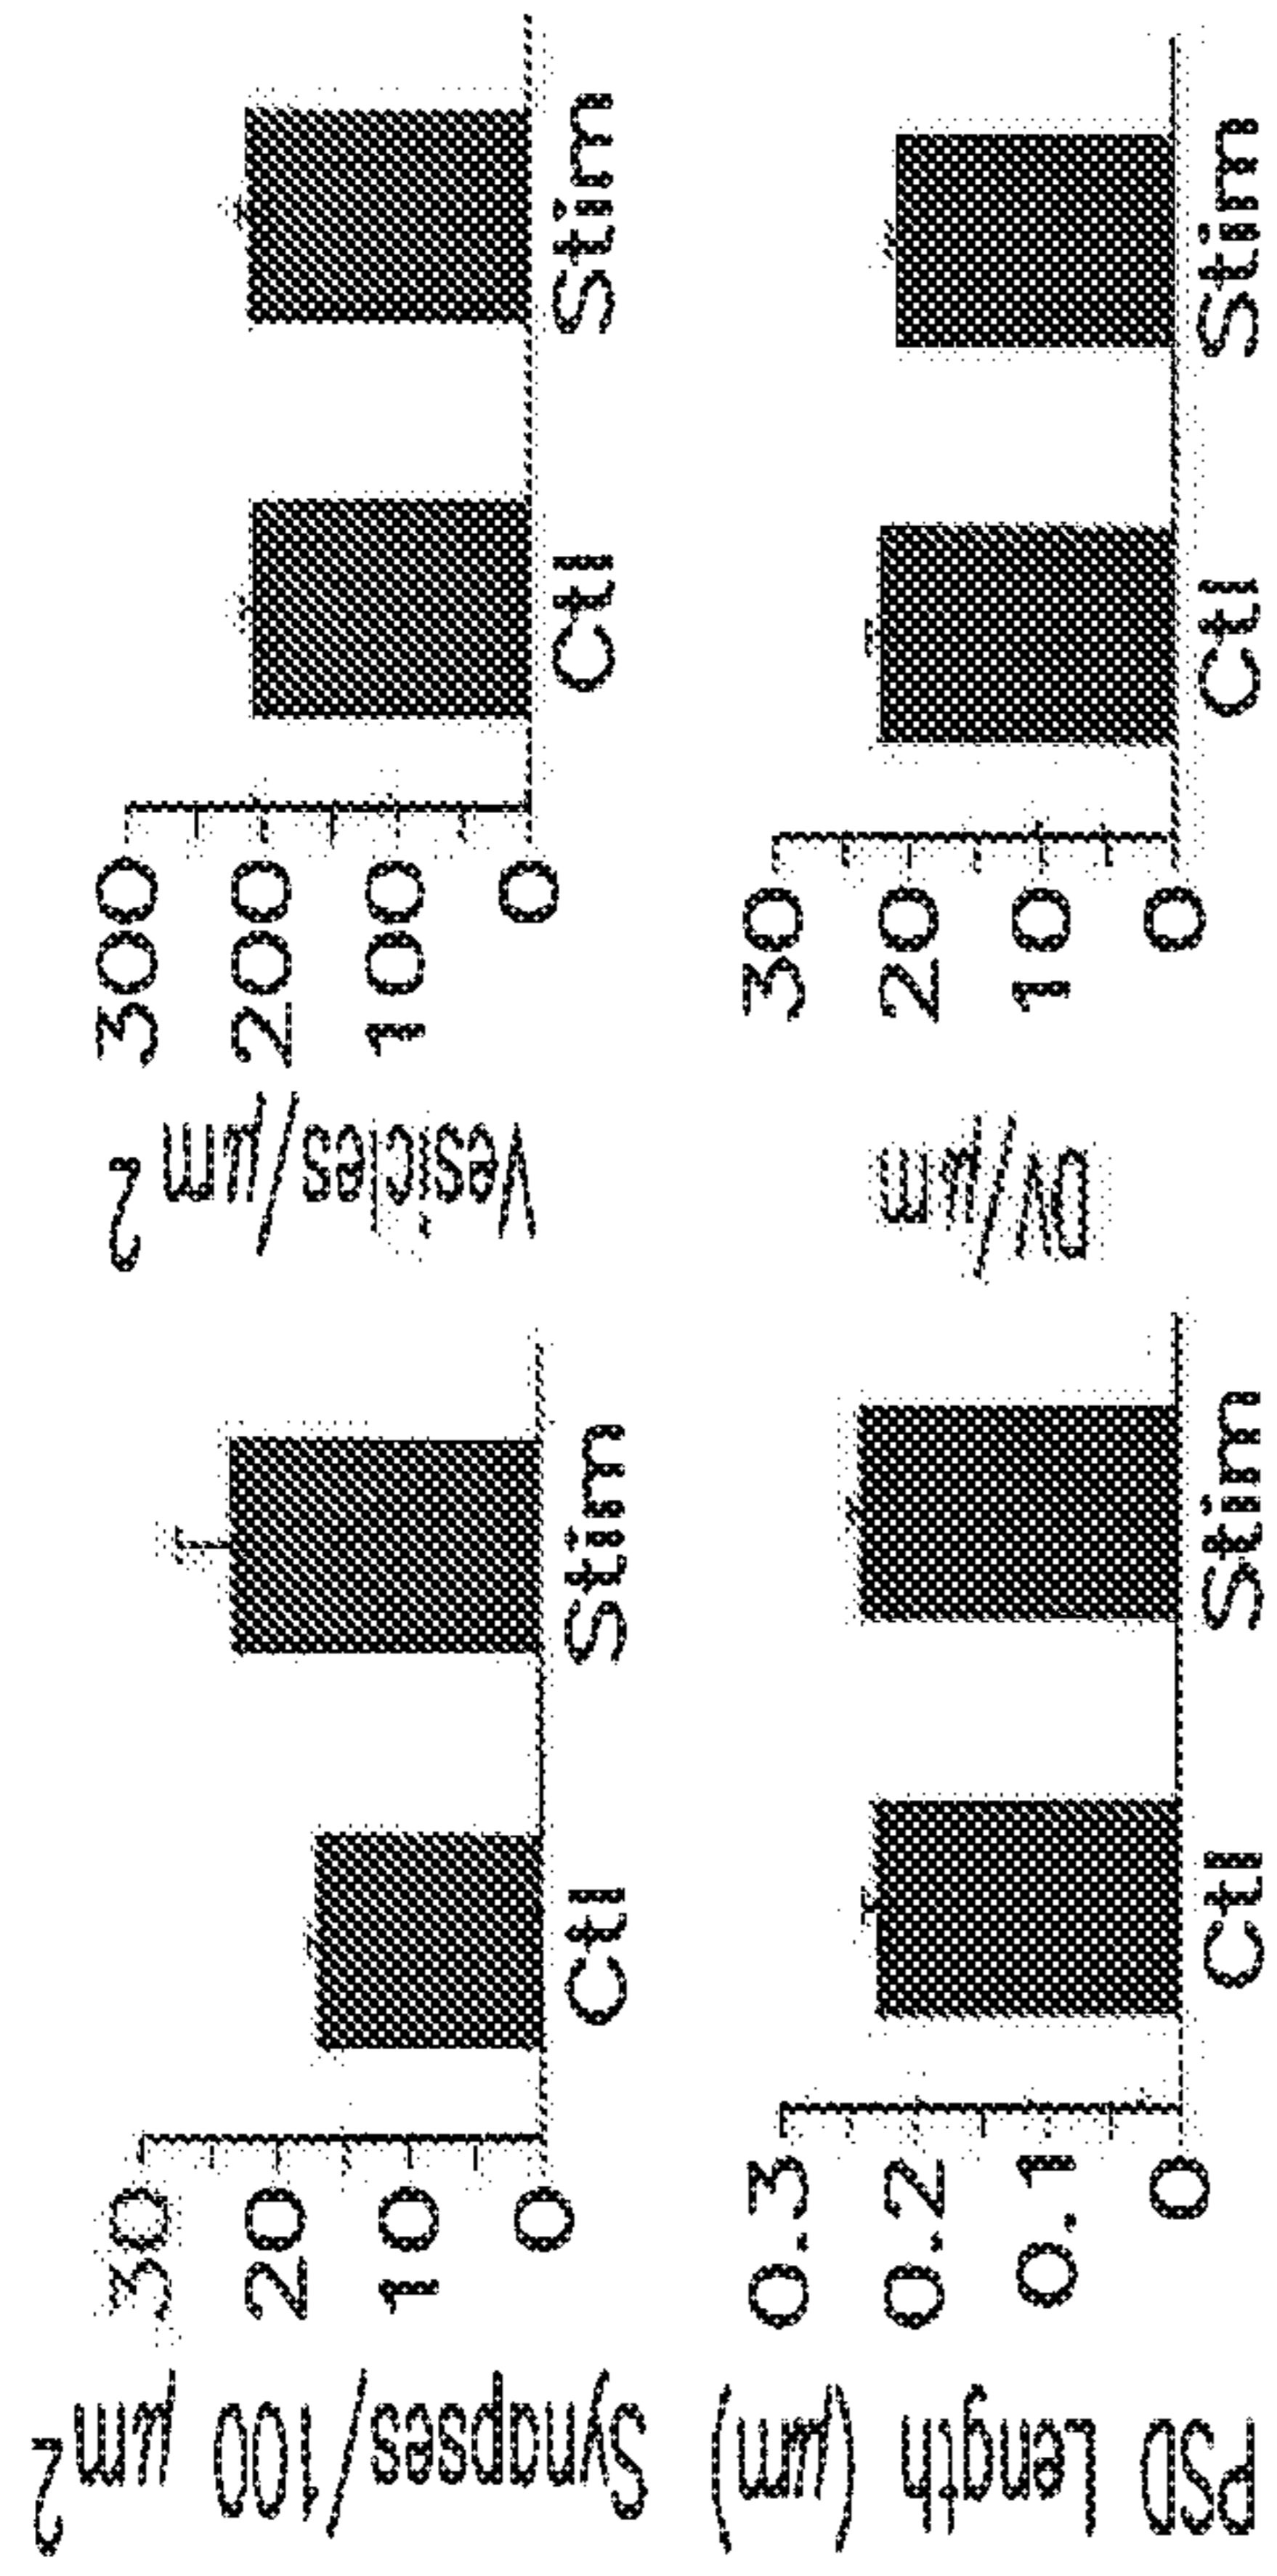 Synapses/100 μm²
30
20
10
0
Ctl
Stim
Vesicles/μm²
300
200
100
0
Ctl
Stim
PSD Length (μm)
0.3
0.2
0.1
0
Ctl
Stim
DV/μm
30
20
10
0
Ctl
Stim